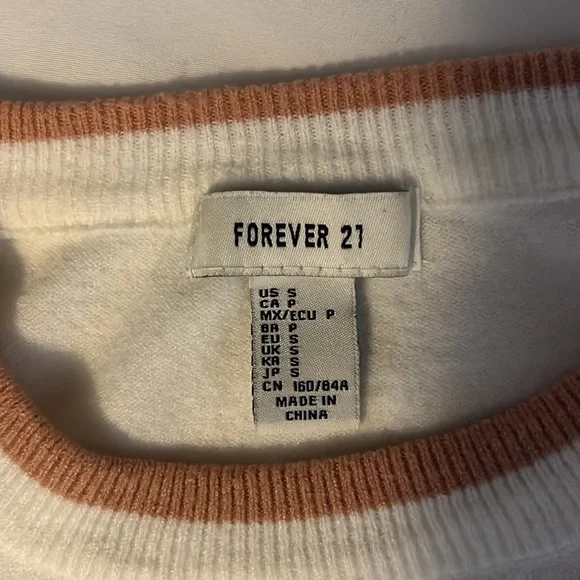 FOREVER 21
US S
CA P
MX/ECU P
BR P
EU S
UK S
KR S
JP S
CN 160/84A
MADE IN
CHINA